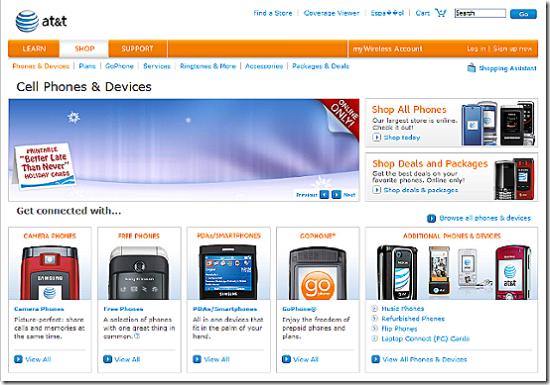 at&t
Find a Store | Coverage Viewer | Espa��ol | Cart
Search
Go
LEARN
SHOP
SUPPORT
myWireless Account
Log in | Sign up now
Phones & Devices | Plans | GoPhone | Services | Ringtones & More | Accessories | Packages & Deals
Shopping Assistant
Cell Phones & Devices
ONLINE
ONLY!
PRINTABLE
"Better Late
Than Never"
HOLIDAY CARDS
Previous
Next
Shop All Phones
Our largest store is online.
Check it out!
Shop today
Shop Deals and Packages
Get the best deals on your
favorite phones. Online only!
Shop deals & packages
Get connected with...
Browse all phones & devices
CAMERA PHONES
SAMSUNG
Camera Phones
Picture-perfect: share
calls and memories at
the same time.
View All
FREE PHONES
Sony Ericsson
Free Phones
A selection of phones
with one great thing in
common.
View All
PDAs/SMARTPHONES
SAMSUNG
PDAs/Smartphones
All in one devices
that fit in the palm of
your hand.
View All
GOPHONE®
go
phone
GoPhone®
Enjoy the freedom of
prepaid phones and
plans.
View All
ADDITIONAL PHONES & DEVICES
Music Phones
Refurbished Phones
Flip Phones
Laptop Connect (PC) Cards
View All Phones & Devices